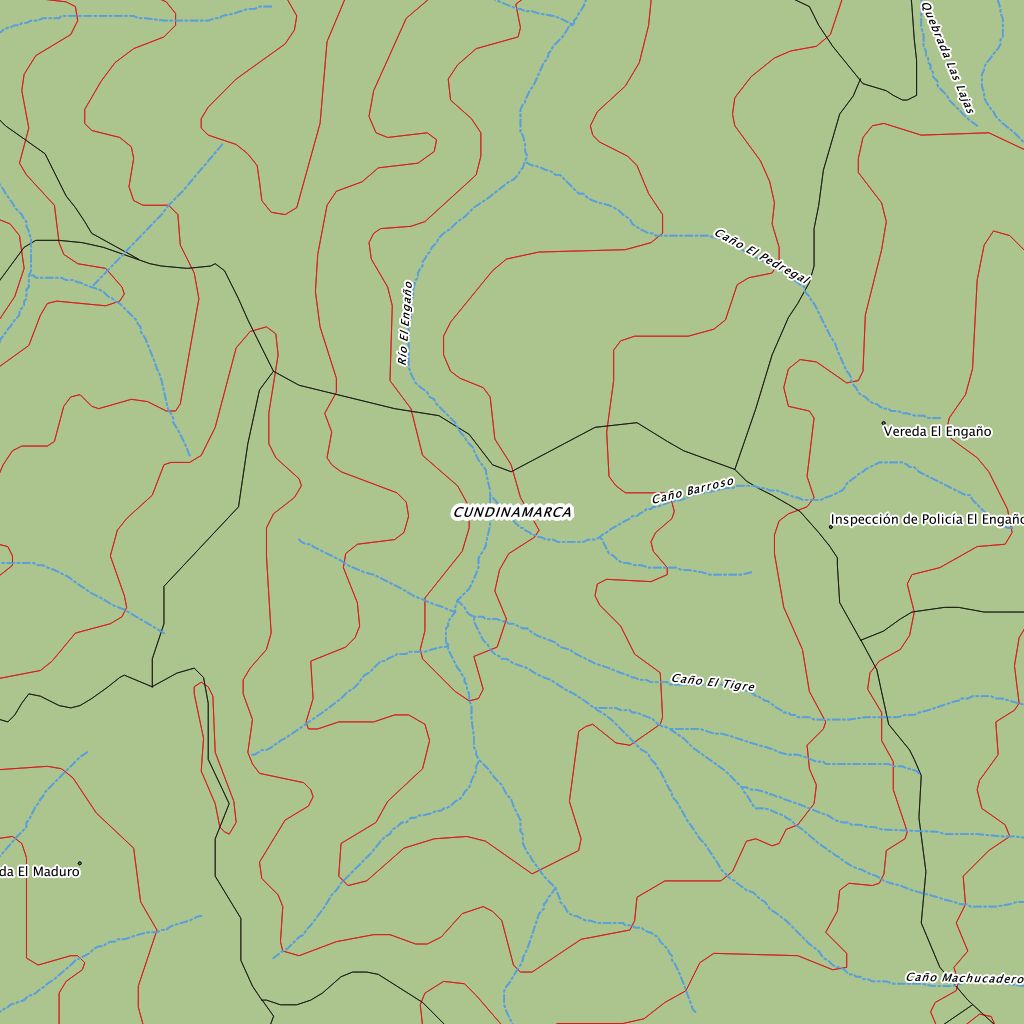 Quebrada Las Lajas
Caño El Pedregal
Río El Engaño
Vereda El Engaño
Caño Barroso
CUNDINAMARCA
Inspección de Policía El Engaño
Caño El Tigre
da El Maduro
Caño Machucadero